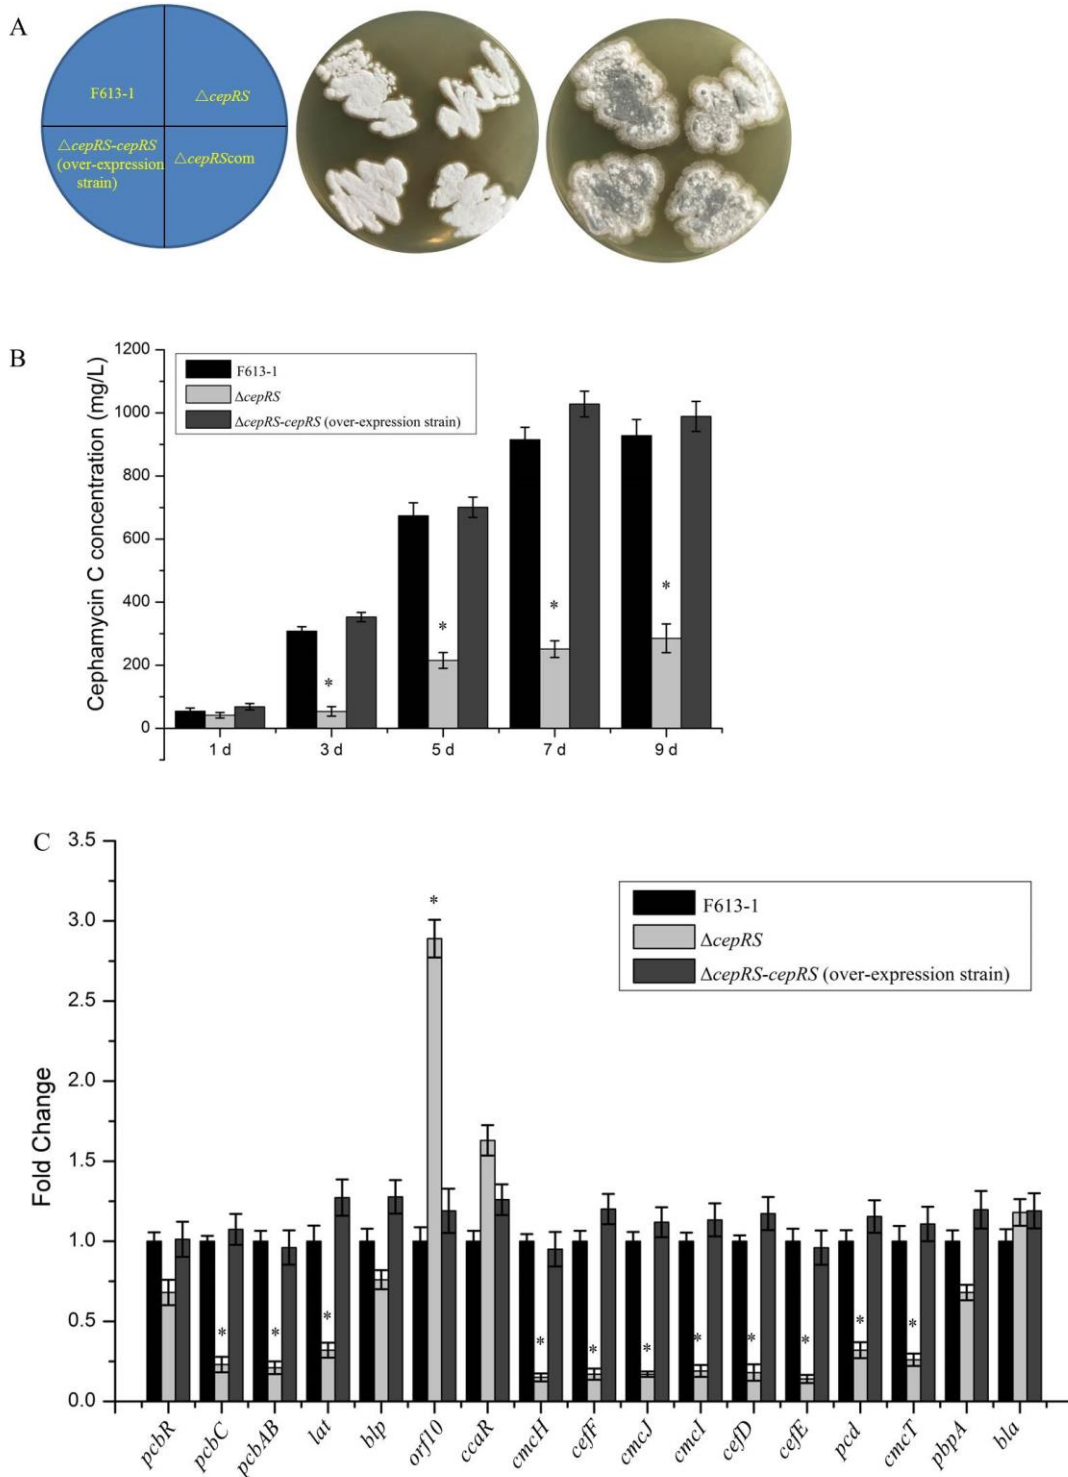 A
F613-1
△cepRS
△cepRS-cepRS
(over-expression
strain)
△cepRScom
B
Cephamycin C concentration (mg/L)
1200
1000
800
600
400
200
0
F613-1
ΔcepRS
ΔcepRS-cepRS (over-expression strain)
*
*
*
*
1 d
3 d
5 d
7 d
9 d
C
Fold Change
3.5
3.0
2.5
2.0
1.5
1.0
0.5
0.0
F613-1
ΔcepRS
ΔcepRS-cepRS (over-expression strain)
*
*
*
*
*
*
*
*
*
*
*
*
pcbR
pcbC
pcbAB
lat
blp
orf10
ccaR
cmcH
cefF
cmcJ
cmcI
cefD
cefE
pcd
cmcT
pbpA
bla